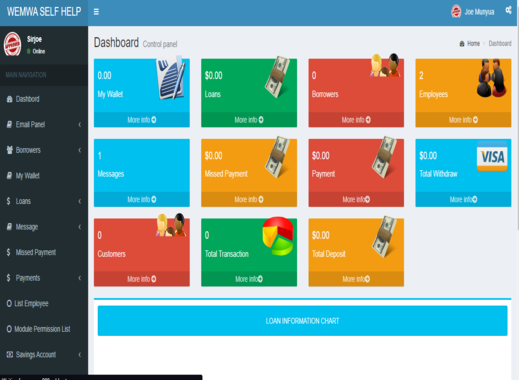 WEMWA SELF HELP
Joe Munyua
Sirjoe
Online
Dashboard Control panel
Home > Dashboard
MAIN NAVIGATION
Dashbord
Email Panel
Borrowers
My Wallet
Loans
Message
Missed Payment
Payments
List Employee
Module Permission List
Savings Account
0.00
My Wallet
More info
$0.00
Loans
More info
0
Borrowers
More info
2
Employees
More info
1
Messages
More info
$0.00
Missed Payment
More info
$0.00
Payment
More info
$0.00
VISA
Total Withdraw
More info
0
Customers
More info
0
Total Transaction
More info
$0.00
Total Deposit
More info
LOAN INFORMATION CHART